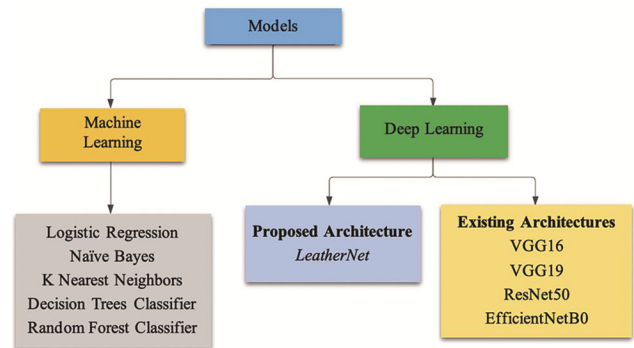 Models
Machine
Learning
Deep Learning
Logistic Regression
Naïve Bayes
K Nearest Neighbors
Decision Trees Classifier
Random Forest Classifier
Proposed Architecture
LeatherNet
Existing Architectures
VGG16
VGG19
ResNet50
EfficientNetB0